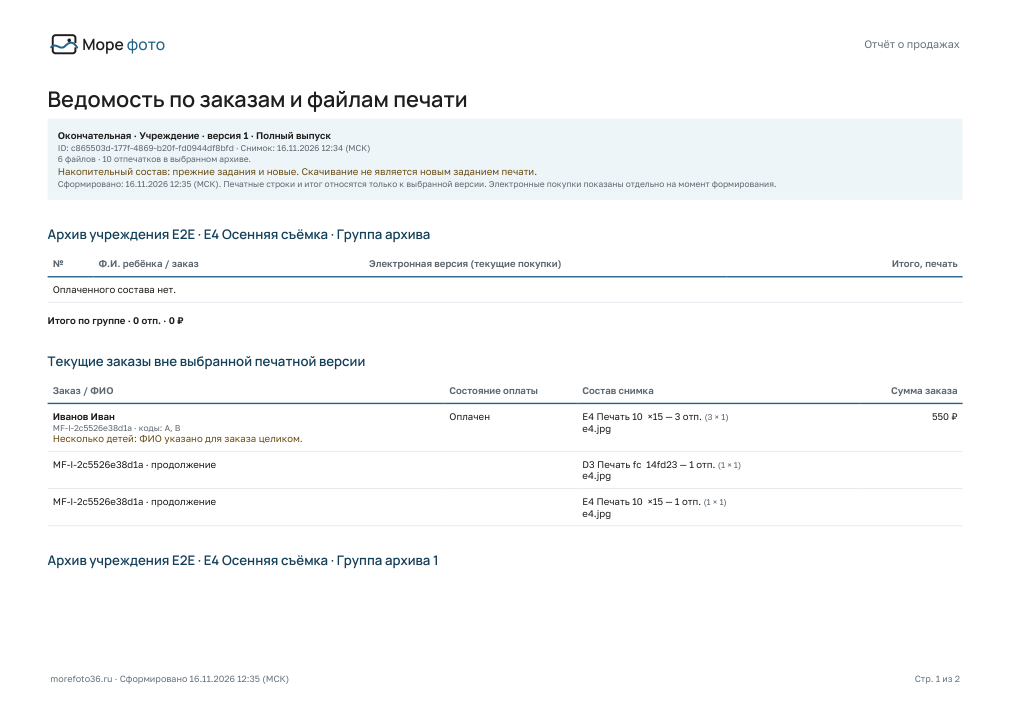 Море фото
Отчёт о продажах
Ведомость по заказам и файлам печати
Окончательная · Учреждение · версия 1 · Полный выпуск
ID: c865503d-177f-4869-b20f-fd0944df8bfd · Снимок: 16.11.2026 12:34 (МСК)
6 файлов · 10 отпечатков в выбранном архиве.
Накопительный состав: прежние задания и новые. Скачивание не является новым заданием печати.
Сформировано: 16.11.2026 12:35 (МСК). Печатные строки и итог относятся только к выбранной версии. Электронные покупки показаны отдельно на момент формирования.
Архив учреждения E2E · E4 Осенняя съёмка · Группа архива
№ Ф.И. ребёнка / заказ Электронная версия (текущие покупки) Итого, печать
Оплаченного состава нет.
Итого по группе · 0 отп. · 0 ₽
Текущие заказы вне выбранной печатной версии
Заказ / ФИО Состояние оплаты Состав снимка Сумма заказа
Иванов Иван Оплачен E4 Печать 10 ×15 — 3 отп. (3 × 1) 550 ₽
MF-I-2c5526e38d1a · коды: A, B e4.jpg
Несколько детей: ФИО указано для заказа целиком.
MF-I-2c5526e38d1a · продолжение D3 Печать fc 14fd23 — 1 отп. (1 × 1)
e4.jpg
MF-I-2c5526e38d1a · продолжение E4 Печать 10 ×15 — 1 отп. (1 × 1)
e4.jpg
Архив учреждения E2E · E4 Осенняя съёмка · Группа архива 1
morefoto36.ru · Сформировано 16.11.2026 12:35 (МСК) Стр. 1 из 2